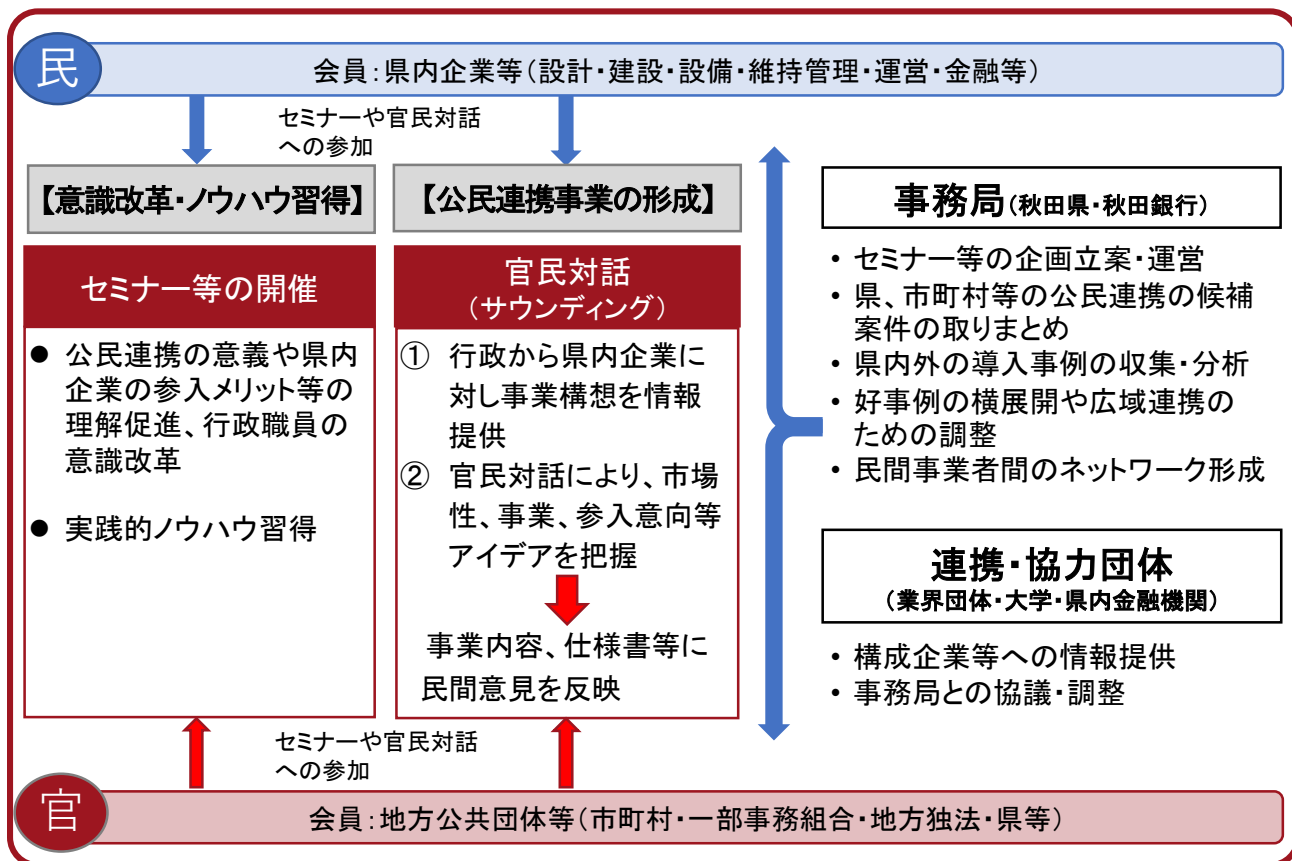 民
会員：県内企業等（設計・建設・設備・維持管理・運営・金融等）
セミナーや官民対話
への参加
【意識改革・ノウハウ習得】
セミナー等の開催
● 公民連携の意義や県内
企業の参入メリット等の
理解促進、行政職員の
意識改革
● 実践的ノウハウ習得
【公民連携事業の形成】
官民対話
（サウンディング）
① 行政から県内企業に
対し事業構想を情報
提供
② 官民対話により、市場
性、事業、参入意向等
アイデアを把握
事業内容、仕様書等に
民間意見を反映
事務局（秋田県・秋田銀行）
・セミナー等の企画立案・運営
・県、市町村等の公民連携の候補
案件の取りまとめ
・県内外の導入事例の収集・分析
・好事例の横展開や広域連携の
ための調整
・民間事業者間のネットワーク形成
連携・協力団体
（業界団体・大学・県内金融機関）
・構成企業等への情報提供
・事務局との協議・調整
セミナーや官民対話
への参加
官
会員：地方公共団体等（市町村・一部事務組合・地方独法・県等）